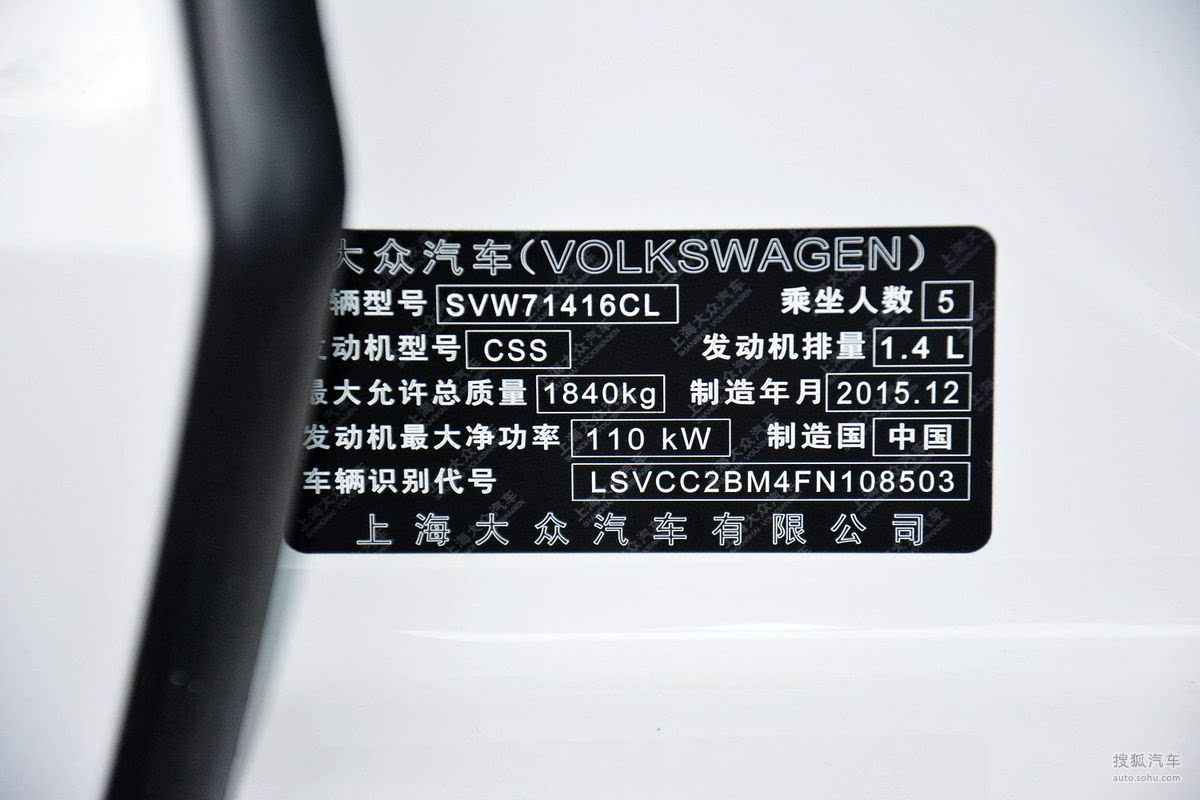 大众汽车(VOLKSWAGEN)
辆型号 SVW71416CL 乘坐人数 5
发动机型号 CSS 发动机排量 1.4 L
最大允许总质量 1840kg 制造年月 2015.12
发动机最大净功率 110 kW 制造国 中国
车辆识别代号 LSVCC2BM4FN108503
上海大众汽车有限公司
搜狐汽车
auto.sohu.com